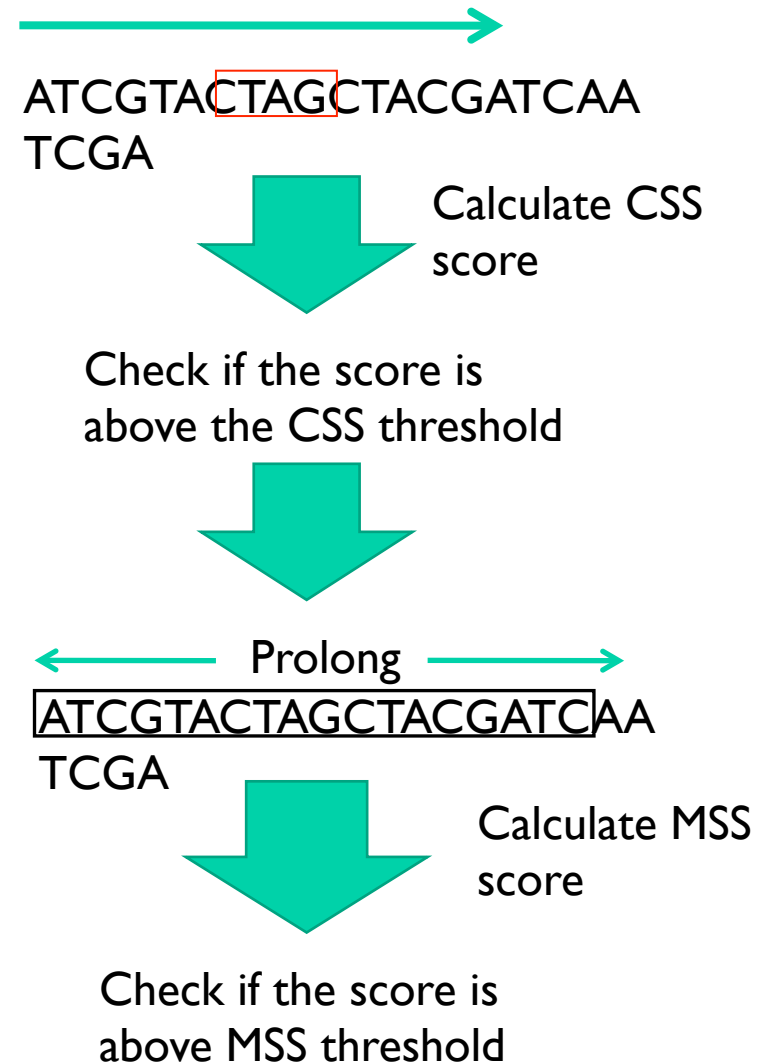 ATCGTACTAGCTACGATCAA
TCGA
Calculate CSS
score
Check if the score is
above the CSS threshold
Prolong
ATCGTACTAGCTACGATCAA
TCGA
Calculate MSS
score
Check if the score is
above MSS threshold